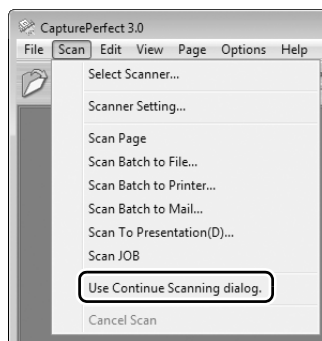 CapturePerfect 3.0
File Scan Edit View Page Options Help
Select Scanner...
Scanner Setting...
Scan Page
Scan Batch to File...
Scan Batch to Printer...
Scan Batch to Mail...
Scan To Presentation(D)...
Scan JOB
Use Continue Scanning dialog.
Cancel Scan